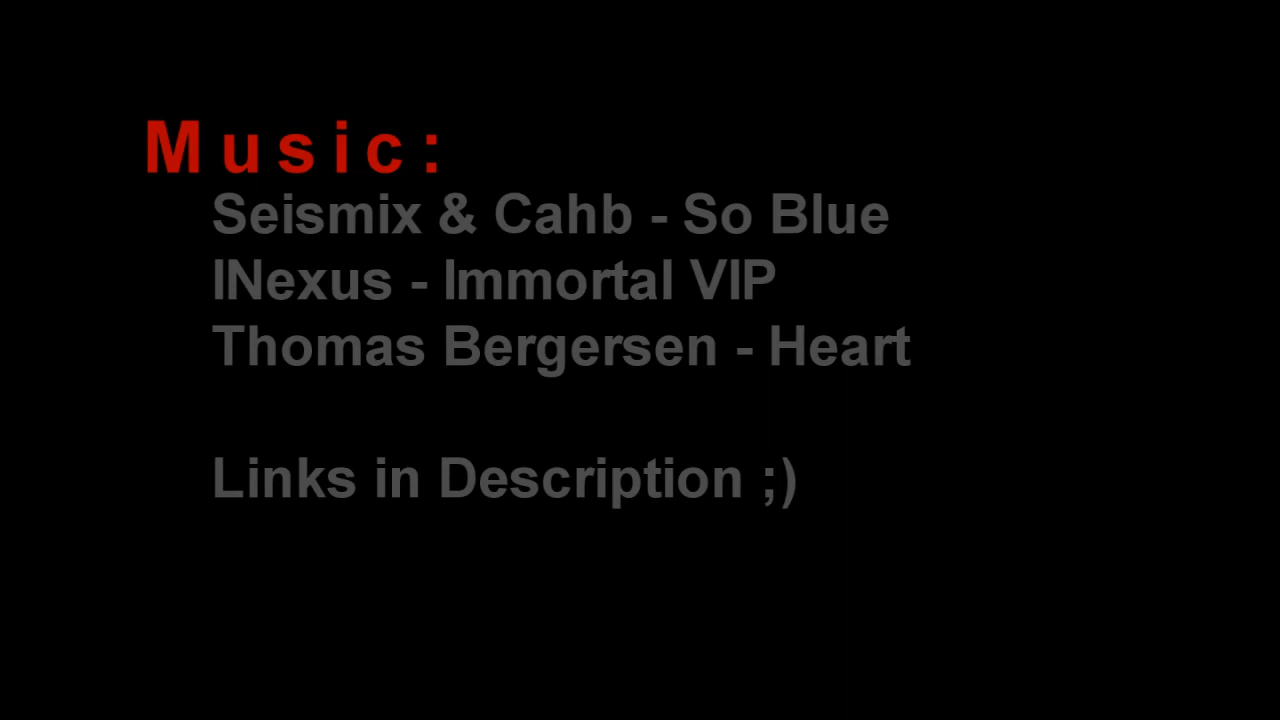 Music:
Seismix & Cahb - So Blue
INexus - Immortal VIP
Thomas Bergersen - Heart
Links in Description ;)